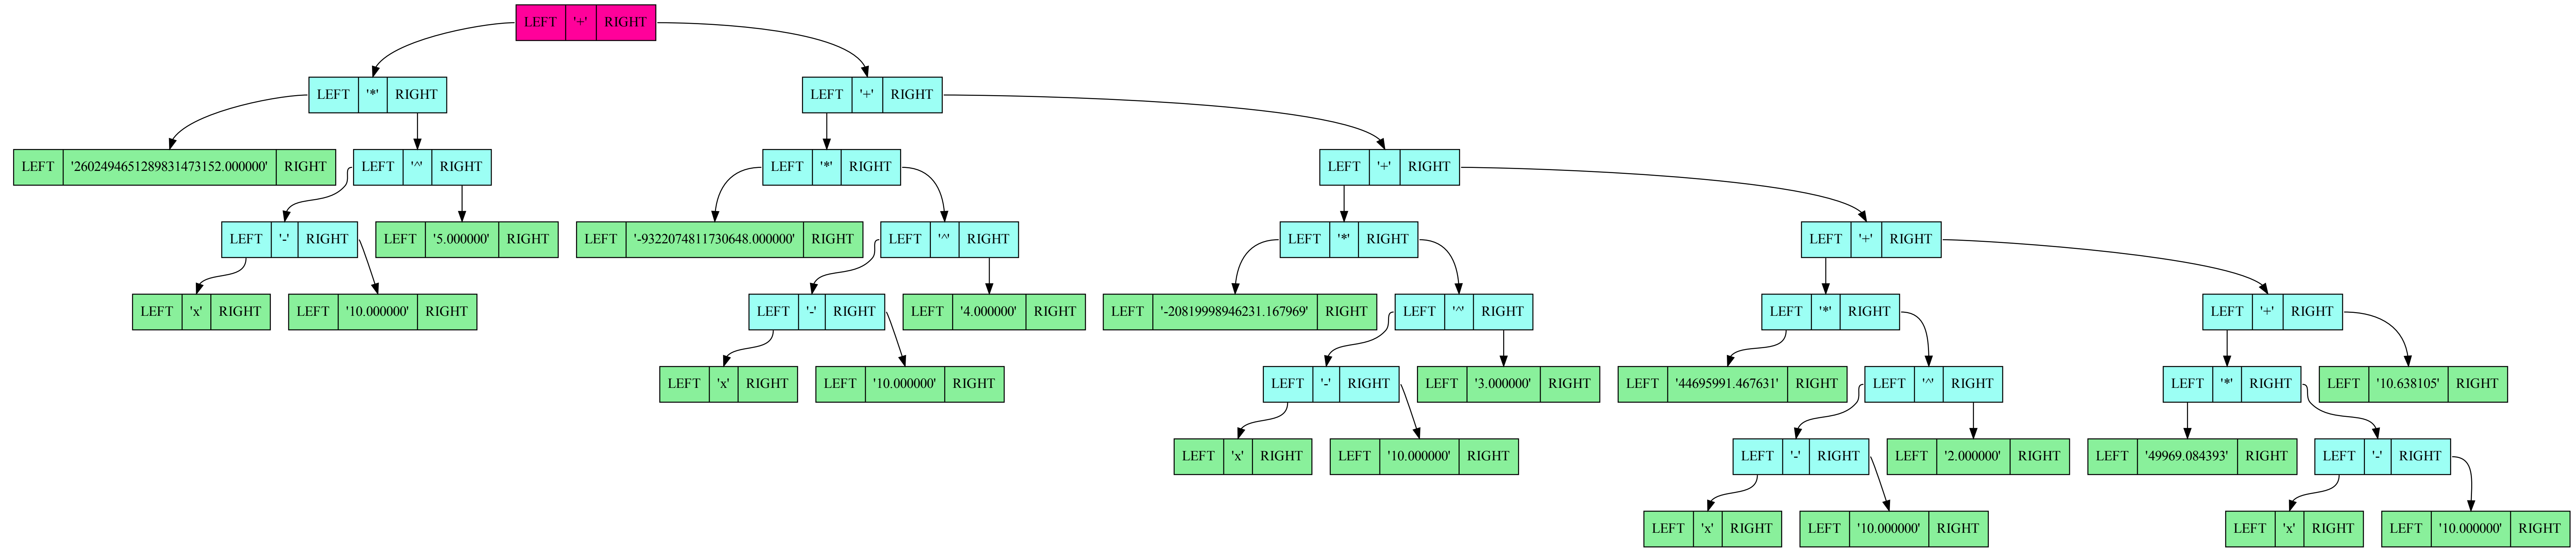 LEFT '+' RIGHT
LEFT '*' RIGHT LEFT '+' RIGHT
LEFT '2602494651289831473152.000000' RIGHT LEFT '^' RIGHT LEFT '*' RIGHT LEFT '+' RIGHT
LEFT '-' RIGHT LEFT '5.000000' RIGHT LEFT '-9322074811730648.000000' RIGHT LEFT '^' RIGHT LEFT '*' RIGHT LEFT '+' RIGHT
LEFT 'x' RIGHT LEFT '10.000000' RIGHT LEFT '-' RIGHT LEFT '4.000000' RIGHT LEFT '-20819998946231.167969' RIGHT LEFT '^' RIGHT LEFT '*' RIGHT LEFT '+' RIGHT
LEFT 'x' RIGHT LEFT '10.000000' RIGHT LEFT '-' RIGHT LEFT '3.000000' RIGHT LEFT '44695991.467631' RIGHT LEFT '^' RIGHT LEFT '*' RIGHT LEFT '10.638105' RIGHT
LEFT 'x' RIGHT LEFT '10.000000' RIGHT LEFT '-' RIGHT LEFT '2.000000' RIGHT LEFT '49969.084393' RIGHT LEFT '-' RIGHT
LEFT 'x' RIGHT LEFT '10.000000' RIGHT LEFT 'x' RIGHT LEFT '10.000000' RIGHT